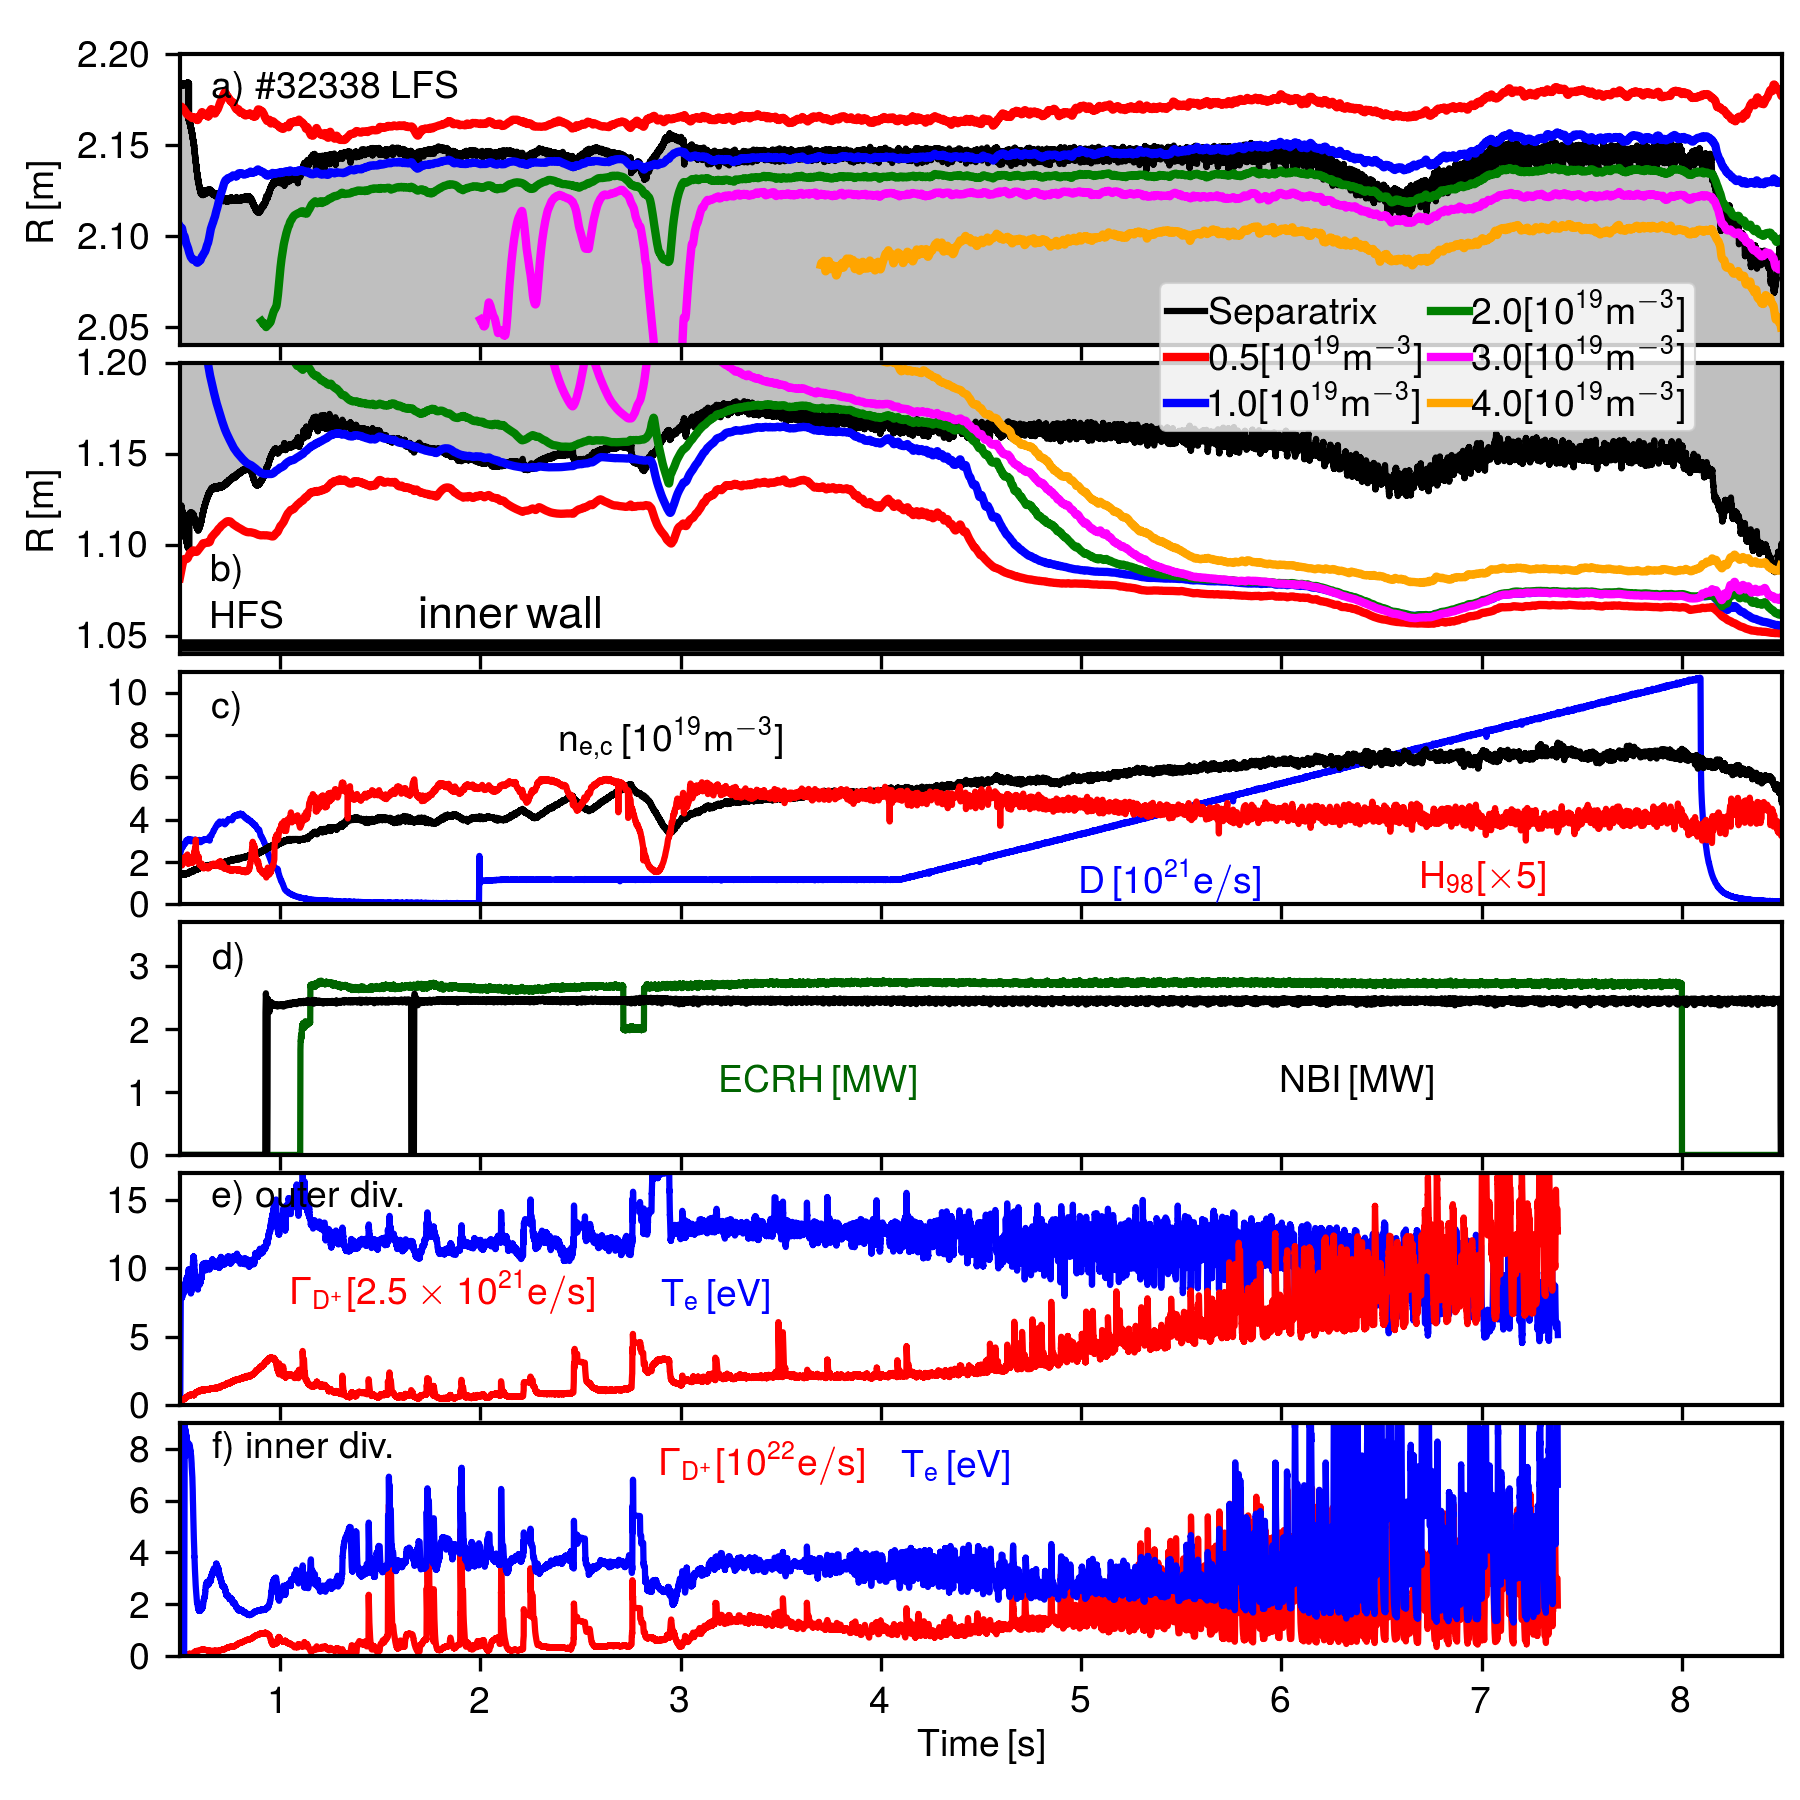 2.20
a) #32338 LFS
2.15
R [m]
2.10
2.05
Separatrix
0.5[10¹⁹m⁻³]
1.0[10¹⁹m⁻³]
2.0[10¹⁹m⁻³]
3.0[10¹⁹m⁻³]
4.0[10¹⁹m⁻³]
1.20
1.15
R [m]
1.10
b)
HFS
inner wall
1.05
c)
10
8
6
4
2
0
nₑ,c [10¹⁹m⁻³]
D [10²¹e/s]
H₉₈[×5]
d)
3
2
1
0
ECRH [MW]
NBI [MW]
e) outer div.
15
10
5
0
Γ_D⁺[2.5 × 10²¹e/s]
Tₑ [eV]
f) inner div.
8
6
4
2
0
Γ_D⁺[10²²e/s]
Tₑ [eV]
1 2 3 4 5 6 7 8
Time [s]